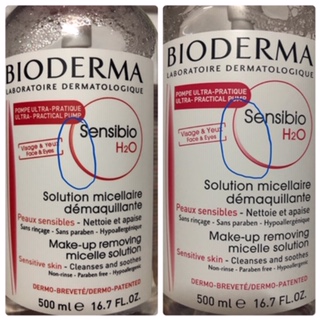 BIODERMA
LABORATOIRE DERMATOLOGIQUE
POMPE ULTRA-PRATIQUE
ULTRA-PRACTICAL PUMP
Visage & Yeux
Face & Eyes
Sensibio
H2O
Solution micellaire
démaquillante
Peaux sensibles - Nettoie et apaise
Sans rinçage - Sans paraben - Hypoallergénique
Make-up removing
micelle solution
Sensitive skin - Cleanses and soothes
Non-rinse - Paraben free - Hypoallergenic
DERMO-BREVETÉ/DERMO-PATENTED
500 ml ℮ 16.7 FL.OZ.
BIODERMA
LABORATOIRE DERMATOLOGIQUE
POMPE ULTRA-PRATIQUE
ULTRA-PRACTICAL PUMP
Visage & Yeux
Face & Eyes
Sensibio
H2O
Solution micellaire
démaquillante
Peaux sensibles - Nettoie et apaise
Sans rinçage - Sans paraben - Hypoallergénique
Make-up removing
micelle solution
Sensitive skin - Cleanses and soothes
Non-rinse - Paraben free - Hypoallergenic
DERMO-BREVETÉ/DERMO-PATENTED
500 ml ℮ 16.7 FL.OZ.